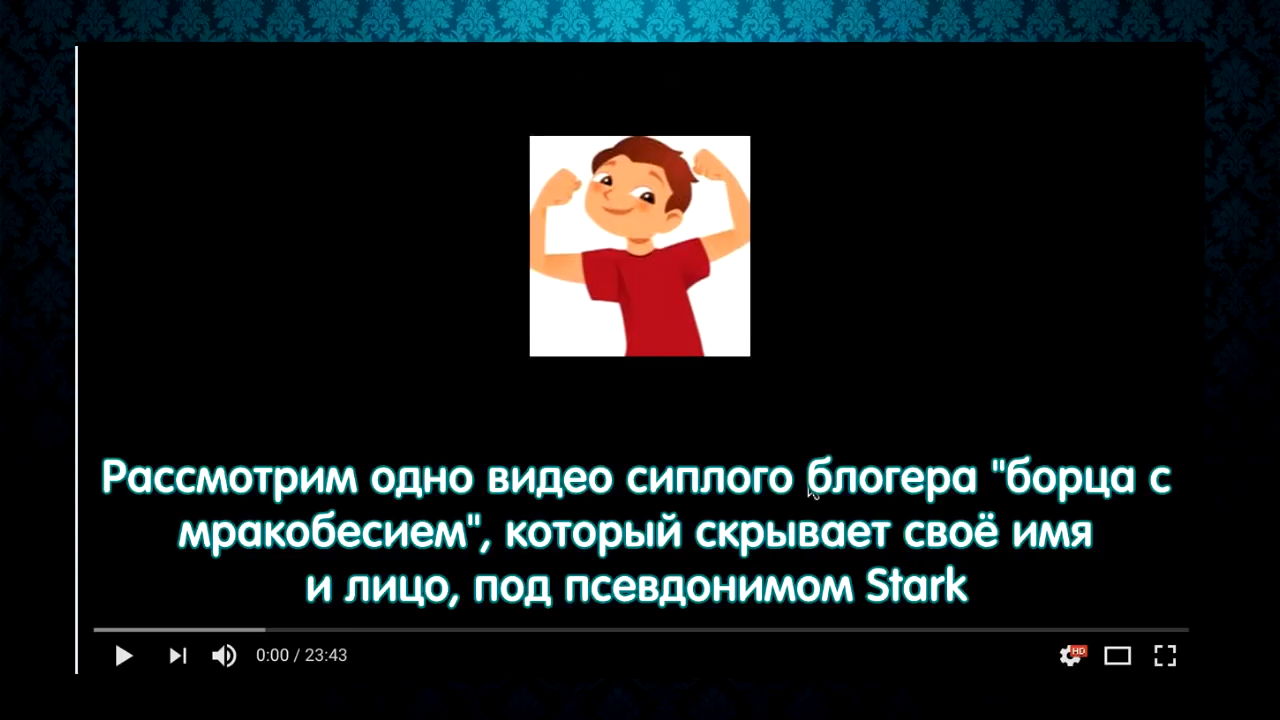 Рассмотрим одно видео сиплого блогера "борца с
мракобесием", который скрывает своё имя
и лицо, под псевдонимом Stark
0:00 / 23:43
HD